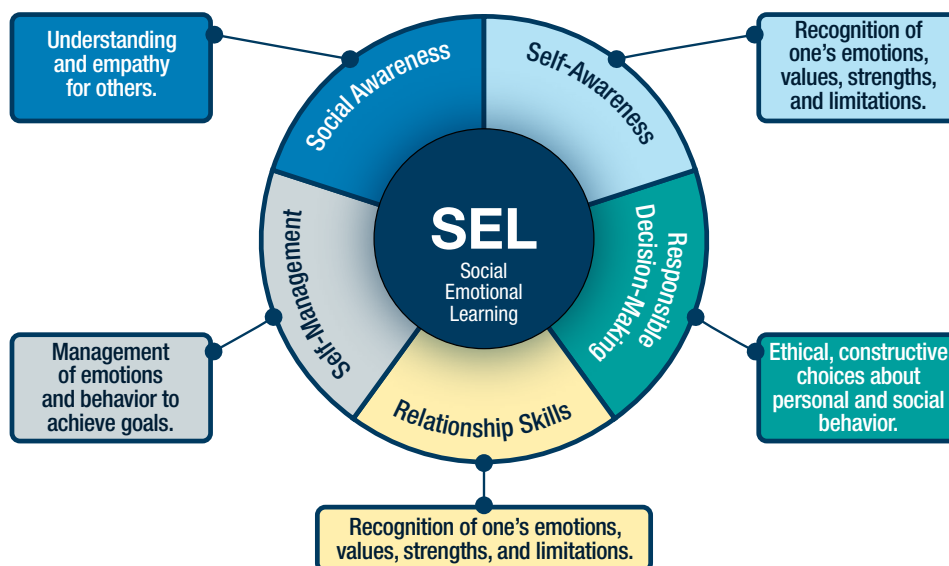 Understanding
and empathy
for others.
Social Awareness
Self-Awareness
Recognition of
one’s emotions,
values, strengths,
and limitations.
SEL
Social
Emotional
Learning
Self-Management
Responsible
Decision-Making
Relationship Skills
Management
of emotions
and behavior to
achieve goals.
Ethical, constructive
choices about
personal and social
behavior.
Recognition of one’s emotions,
values, strengths, and limitations.